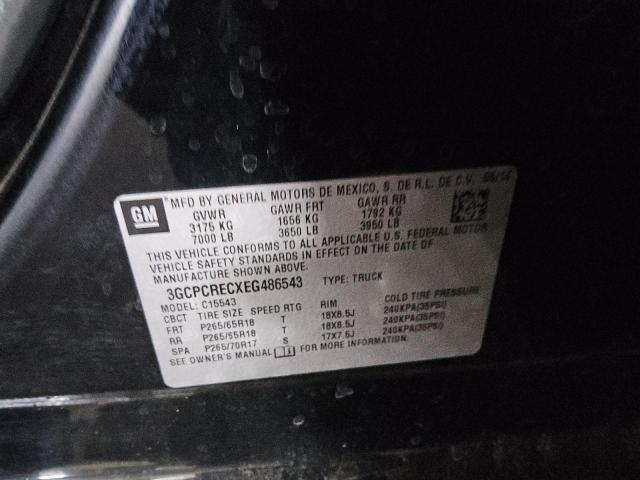 GM
MFD BY GENERAL MOTORS DE MEXICO, S. DE R.L. DE C.V.
GVWR GAWR FRT GAWR RR
3175 KG 1656 KG 1792 KG
7000 LB 3650 LB 3950 LB
THIS VEHICLE CONFORMS TO ALL APPLICABLE U.S. FEDERAL MOTOR
VEHICLE SAFETY STANDARDS IN EFFECT ON THE DATE OF
MANUFACTURE SHOWN ABOVE.
3GCPCRECXEG486543 TYPE: TRUCK
MODEL: C15543
CBCT TIRE SIZE SPEED RTG RIM COLD TIRE PRESSURE
FRT P265/65R18 T 18X8.5J 240KPA(35PSI)
RR P265/65R18 T 18X8.5J 240KPA(35PSI)
SPA P265/70R17 S 17X7.5J 240KPA(35PSI)
SEE OWNER'S MANUAL FOR MORE INFORMATION.